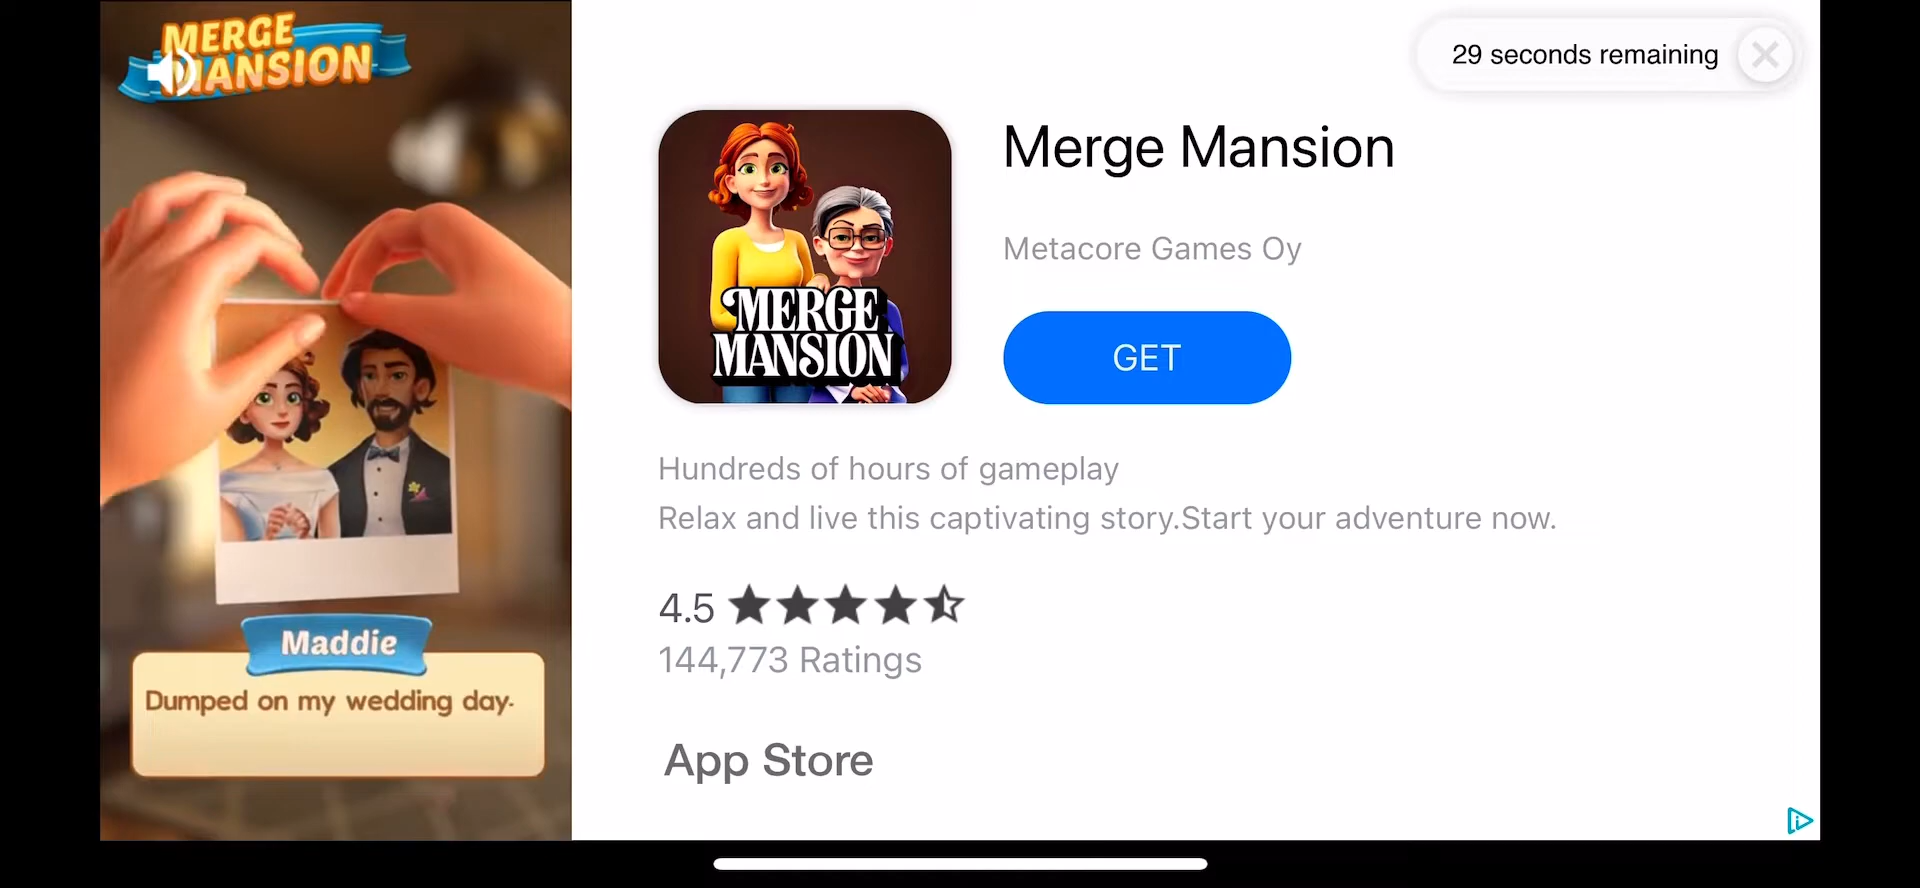 MERGE
MANSION
Maddie
Dumped on my wedding day.
29 seconds remaining
MERGE
MANSION
Merge Mansion
Metacore Games Oy
GET
Hundreds of hours of gameplay
Relax and live this captivating story.Start your adventure now.
4.5
144,773 Ratings
App Store